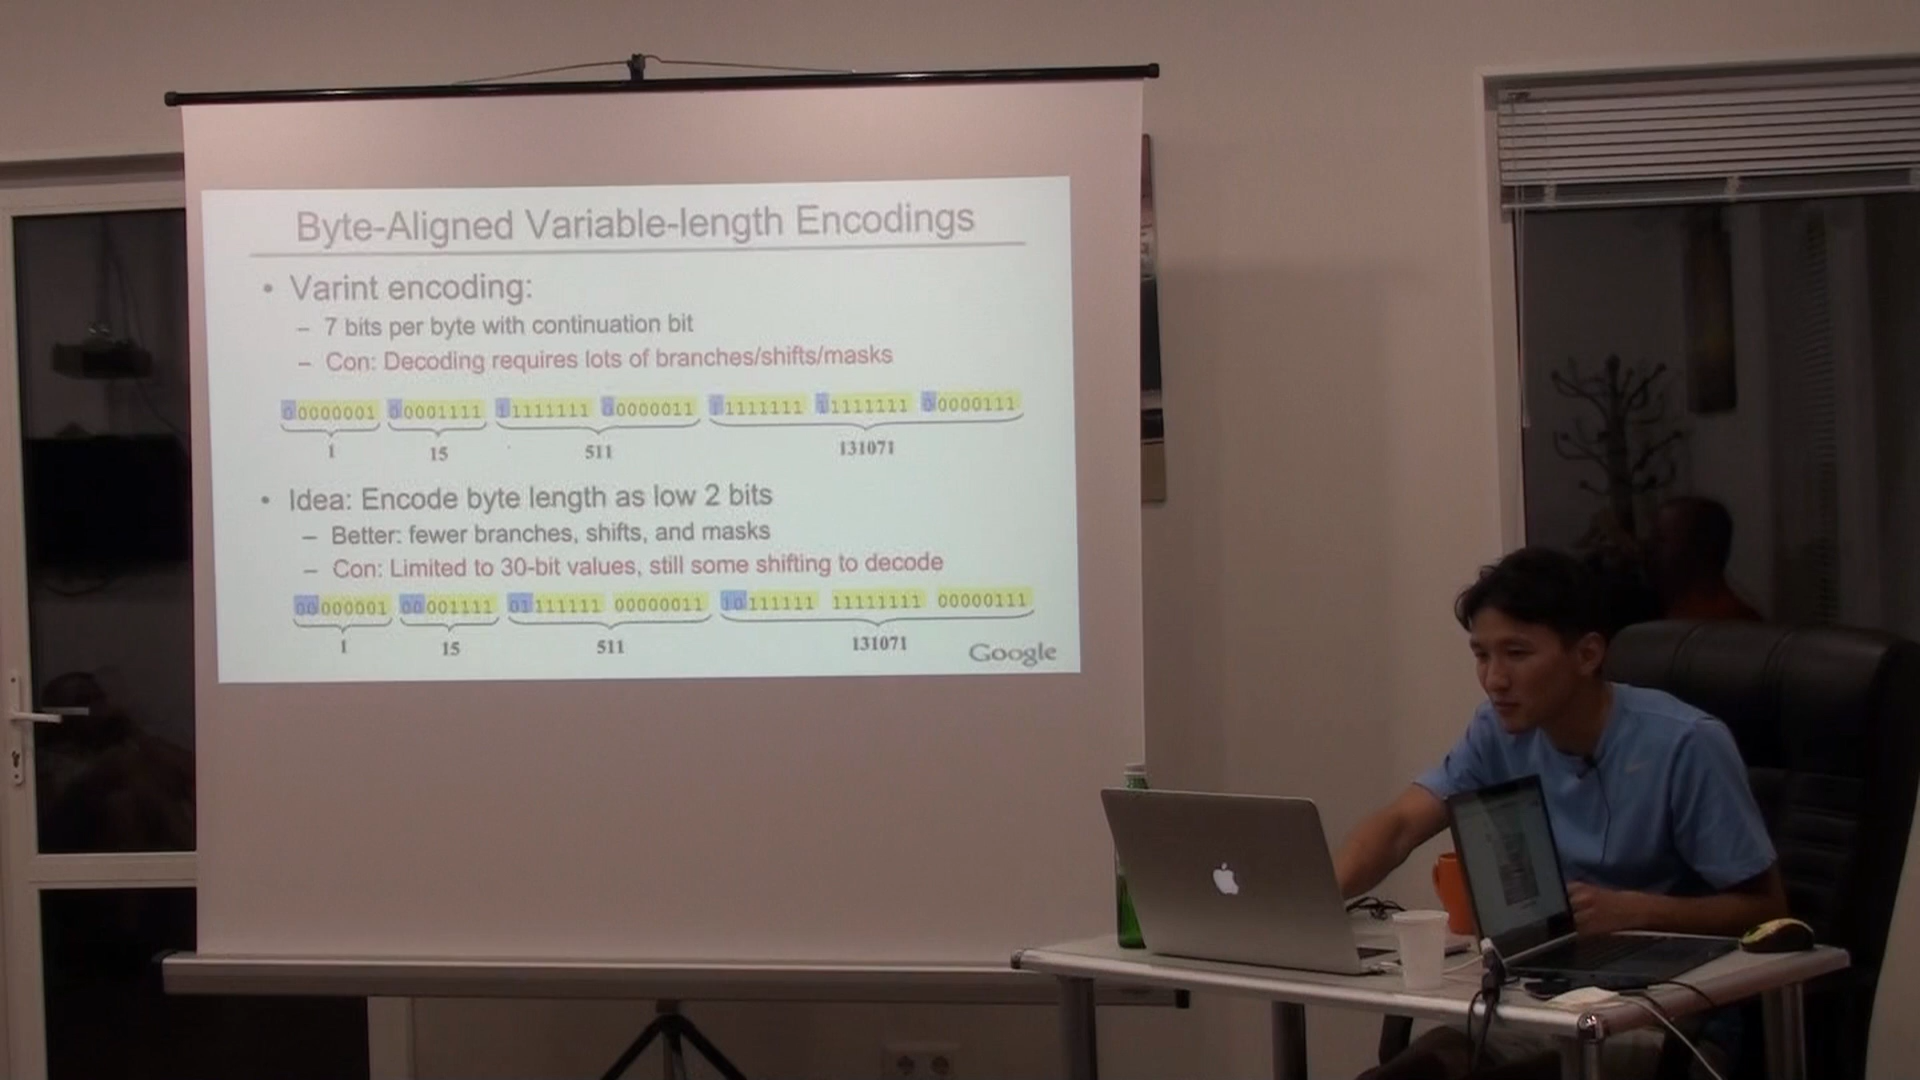 Byte-Aligned Variable-length Encodings
• Varint encoding:
– 7 bits per byte with continuation bit
– Con: Decoding requires lots of branches/shifts/masks
00000001 00001111 11111111 00000011 11111111 11111111 00000111
1 15 511 131071
• Idea: Encode byte length as low 2 bits
– Better: fewer branches, shifts, and masks
– Con: Limited to 30-bit values, still some shifting to decode
00000001 00001111 01111111 00000011 10111111 11111111 00000111
1 15 511 131071
Google